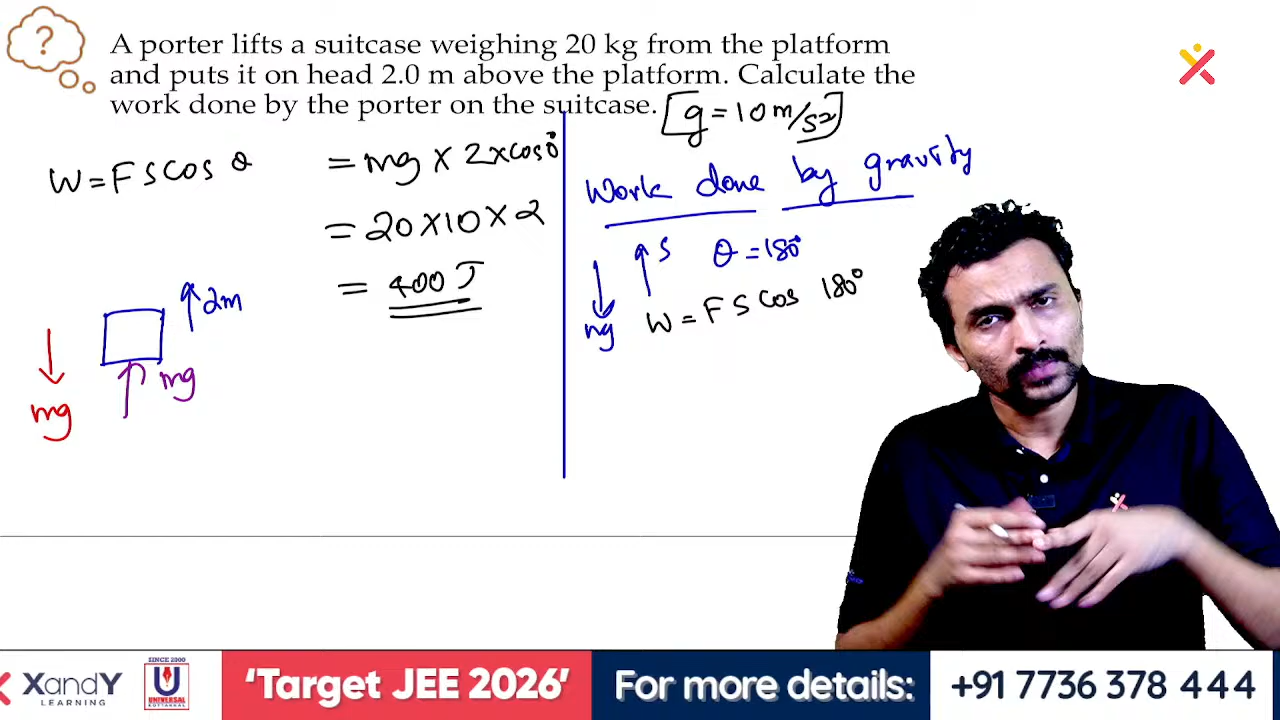 ?
A porter lifts a suitcase weighing 20 kg from the platform
and puts it on head 2.0 m above the platform. Calculate the
work done by the porter on the suitcase.
[g = 10 m/s2]
W = F S cos θ
= mg × 2 × cos 0°
= 20 × 10 × 2
= 400 J
2m
mg
mg
Work done by gravity
S
θ = 180°
mg
W = F S cos 180°
XandY
LEARNING
SINCE 2000
UNIVERSAL
KOTTAKKAL
‘Target JEE 2026’
For more details:
+91 7736 378 444